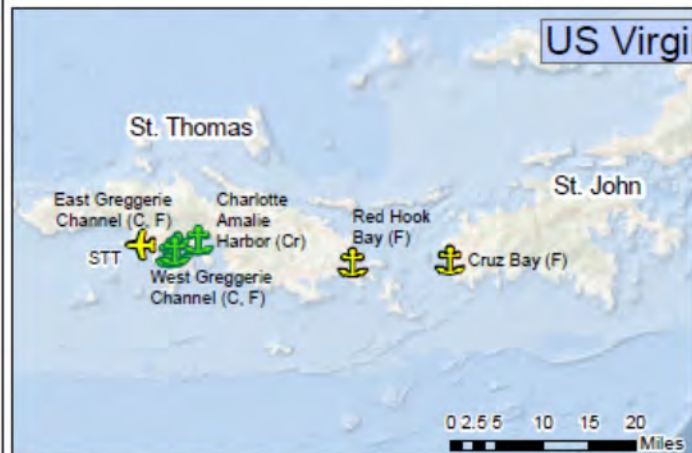 US Virgi
St. Thomas
St. John
East Greggerie
Channel (C, F)
Charlotte
Amalie
Harbor (Cr)
Red Hook
Bay (F)
STT
Cruz Bay (F)
West Greggerie
Channel (C, F)
0 2.5 5 10 15 20
Miles